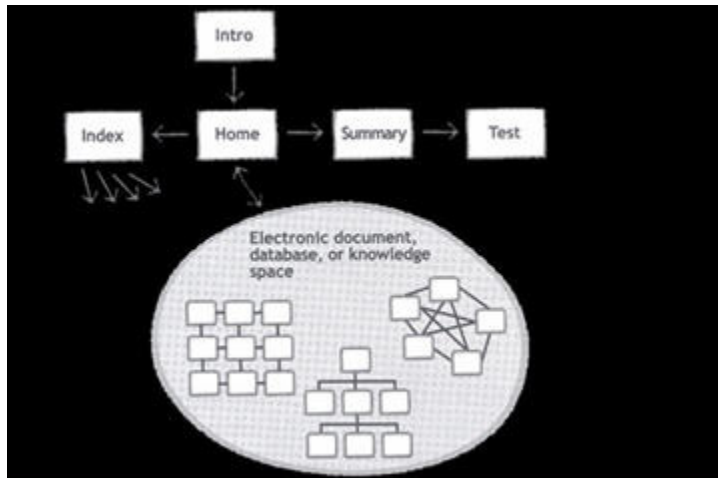 Intro
Index
Home
Summary
Test
Electronic document,
database, or knowledge
space